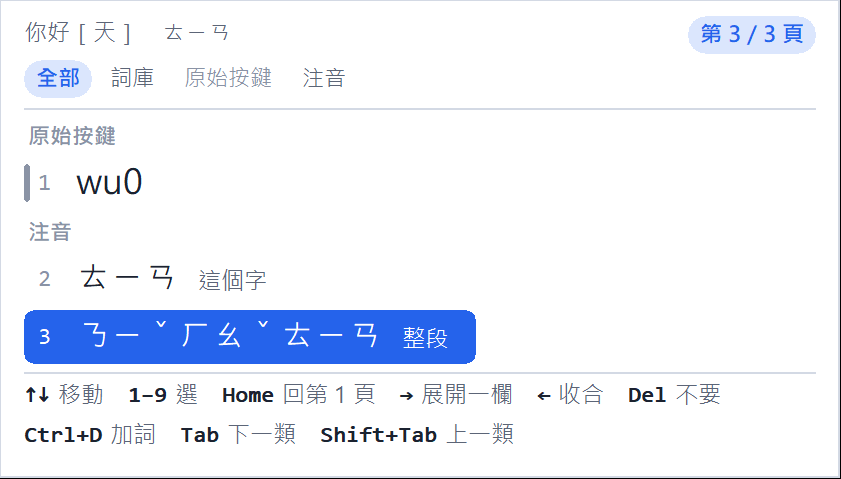 你好 [ 天 ] ㄊㄧㄢ 第 3 / 3 頁
全部 詞庫 原始按鍵 注音
原始按鍵
1 wu0
注音
2 ㄊㄧㄢ 這個字
3 ㄋㄧˇㄏㄠˇㄊㄧㄢ 整段
↑↓ 移動 1–9 選 Home 回第 1 頁 → 展開一欄 ← 收合 Del 不要
Ctrl+D 加詞 Tab 下一類 Shift+Tab 上一類